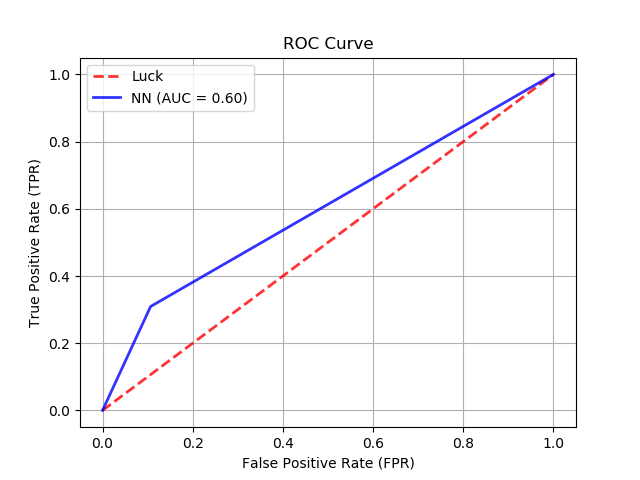 ROC Curve
Luck
NN (AUC = 0.60)
True Positive Rate (TPR)
1.0
0.8
0.6
0.4
0.2
0.0
0.0 0.2 0.4 0.6 0.8 1.0
False Positive Rate (FPR)